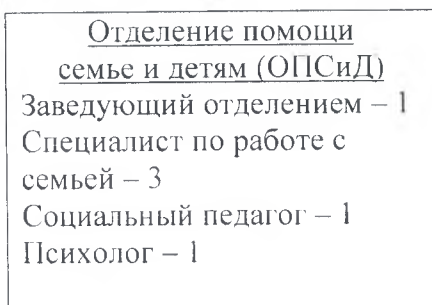 Отделение помощи
семье и детям (ОПСиД)
Заведующий отделением – 1
Специалист по работе с
семьей – 3
Социальный педагог – 1
Психолог – 1